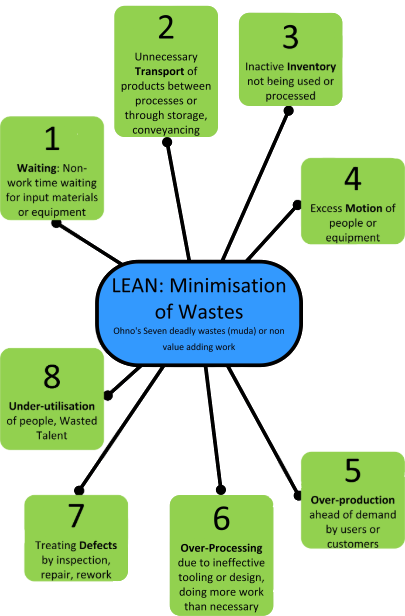 2
Unnecessary
Transport of
products between
processes or
through storage,
conveyancing
3
Inactive Inventory
not being used or
processed
1
Waiting: Non-
work time waiting
for input materials
or equipment
4
Excess Motion of
people or
equipment
LEAN: Minimisation
of Wastes
Ohno's Seven deadly wastes (muda) or non
value adding work
8
Under-utilisation
of people, Wasted
Talent
5
Over-production
ahead of demand
by users or
customers
7
Treating Defects
by inspection,
repair, rework
6
Over-Processing
due to ineffective
tooling or design,
doing more work
than necessary